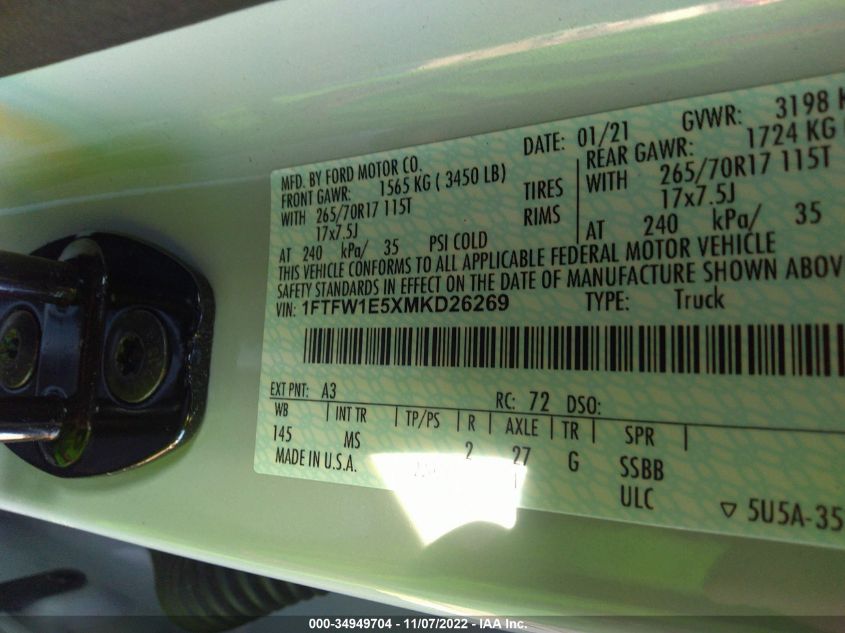 MFD. BY FORD MOTOR CO. DATE: 01/21 GVWR: 3198 K
FRONT GAWR: 1565 KG ( 3450 LB) REAR GAWR: 1724 KG
WITH 265/70R17 115T TIRES WITH 265/70R17 115T
17x7.5J RIMS 17x7.5J
AT 240 kPa/ 35 PSI COLD AT 240 kPa/ 35
THIS VEHICLE CONFORMS TO ALL APPLICABLE FEDERAL MOTOR VEHICLE
SAFETY STANDARDS IN EFFECT ON THE DATE OF MANUFACTURE SHOWN ABOV
VIN: 1FTFW1E5XMKD26269 TYPE: Truck
EXT PNT: A3 RC: 72 DSO:
WB | INT TR | TP/PS | R | AXLE | TR | SPR |
145 MS 2 27 G SSBB
MADE IN U.S.A. ULC ▽ 5U5A-35
000-34949704 - 11/07/2022 - IAA Inc.